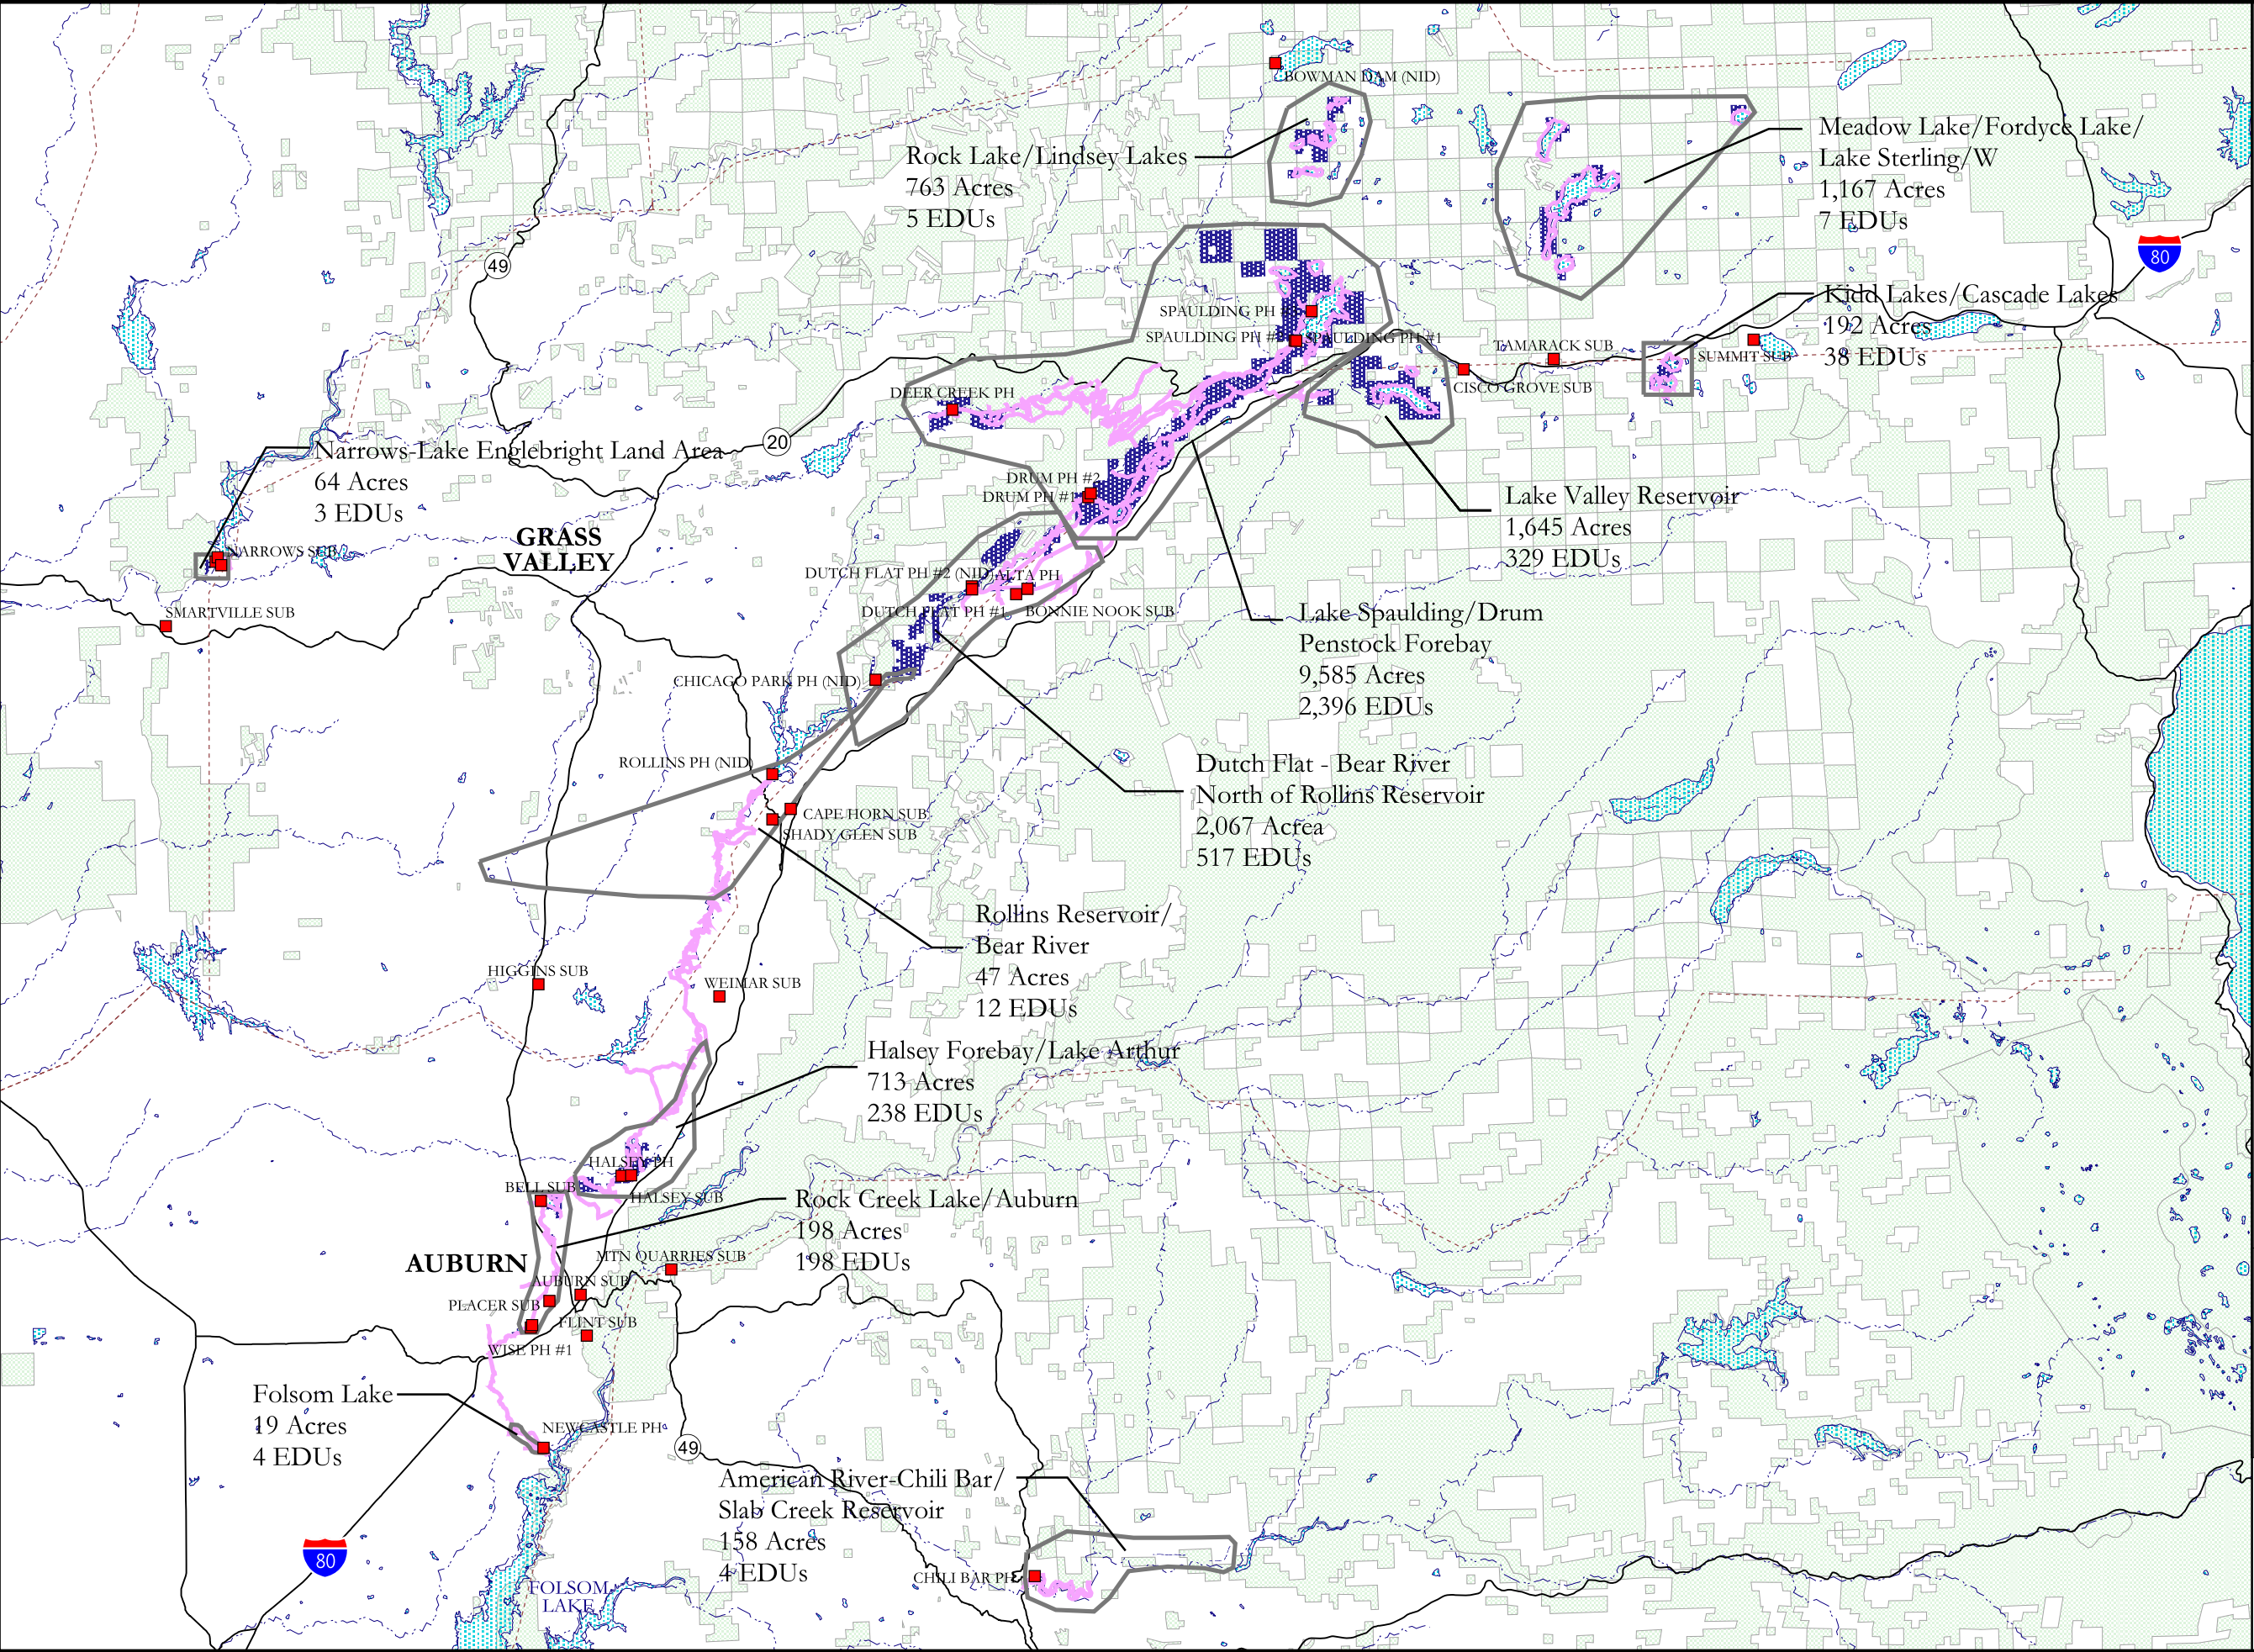 BOWMAN DAM (NID)
Rock Lake/Lindsey Lakes
763 Acres
5 EDUs
Meadow Lake/Fordyce Lake/
Lake Sterling/W
1,167 Acres
7 EDUs
80
49
Kidd Lakes/Cascade Lakes
192 Acres
38 EDUs
SPAULDING PH
SPAULDING PH #
SPAULDING PH #1
TAMARACK SUB
SUMMIT SUB
CISCO GROVE SUB
DEER CREEK PH
20
Narrows-Lake Englebright Land Area
64 Acres
3 EDUs
NARROWS SUB
GRASS
VALLEY
SMARTVILLE SUB
DRUM PH #2
DRUM PH #1
Lake Valley Reservoir
1,645 Acres
329 EDUs
DUTCH FLAT PH #2 (NID)
ALTA PH
DUTCH FLAT PH #1
BONNIE NOOK SUB
Lake Spaulding/Drum
Penstock Forebay
9,585 Acres
2,396 EDUs
CHICAGO PARK PH (NID)
ROLLINS PH (NID)
Dutch Flat - Bear River
North of Rollins Reservoir
2,067 Acrea
517 EDUs
CAPE HORN SUB
SHADY GLEN SUB
Rollins Reservoir/
Bear River
47 Acres
12 EDUs
HIGGINS SUB
WEIMAR SUB
Halsey Forebay/Lake Arthur
713 Acres
238 EDUs
HALSEY PH
BELL SUB
HALSEY SUB
Rock Creek Lake/Auburn
198 Acres
198 EDUs
AUBURN
MTN QUARRIES SUB
AUBURN SUB
PLACER SUB
FLINT SUB
WISE PH #1
Folsom Lake
19 Acres
4 EDUs
NEWCASTLE PH
49
American River-Chili Bar/
Slab Creek Reservoir
158 Acres
4 EDUs
CHILI BAR PH
80
FOLSOM
LAKE